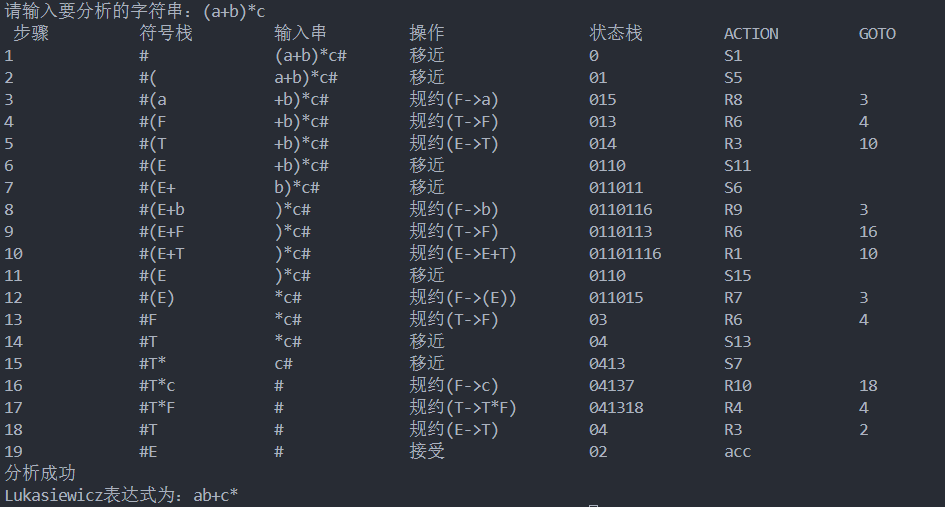 请输入要分析的字符串：(a+b)*c
步骤 符号栈 输入串 操作 状态栈 ACTION GOTO
1 # (a+b)*c# 移近 0 S1
2 #( a+b)*c# 移近 01 S5
3 #(a +b)*c# 规约(F->a) 015 R8 3
4 #(F +b)*c# 规约(T->F) 013 R6 4
5 #(T +b)*c# 规约(E->T) 014 R3 10
6 #(E +b)*c# 移近 0110 S11
7 #(E+ b)*c# 移近 011011 S6
8 #(E+b )*c# 规约(F->b) 0110116 R9 3
9 #(E+F )*c# 规约(T->F) 0110113 R6 16
10 #(E+T )*c# 规约(E->E+T) 01101116 R1 10
11 #(E )*c# 移近 0110 S15
12 #(E) *c# 规约(F->(E)) 011015 R7 3
13 #F *c# 规约(T->F) 03 R6 4
14 #T *c# 移近 04 S13
15 #T* c# 移近 0413 S7
16 #T*c # 规约(F->c) 04137 R10 18
17 #T*F # 规约(T->T*F) 041318 R4 4
18 #T # 规约(E->T) 04 R3 2
19 #E # 接受 02 acc
分析成功
Lukasiewicz表达式为：ab+c*